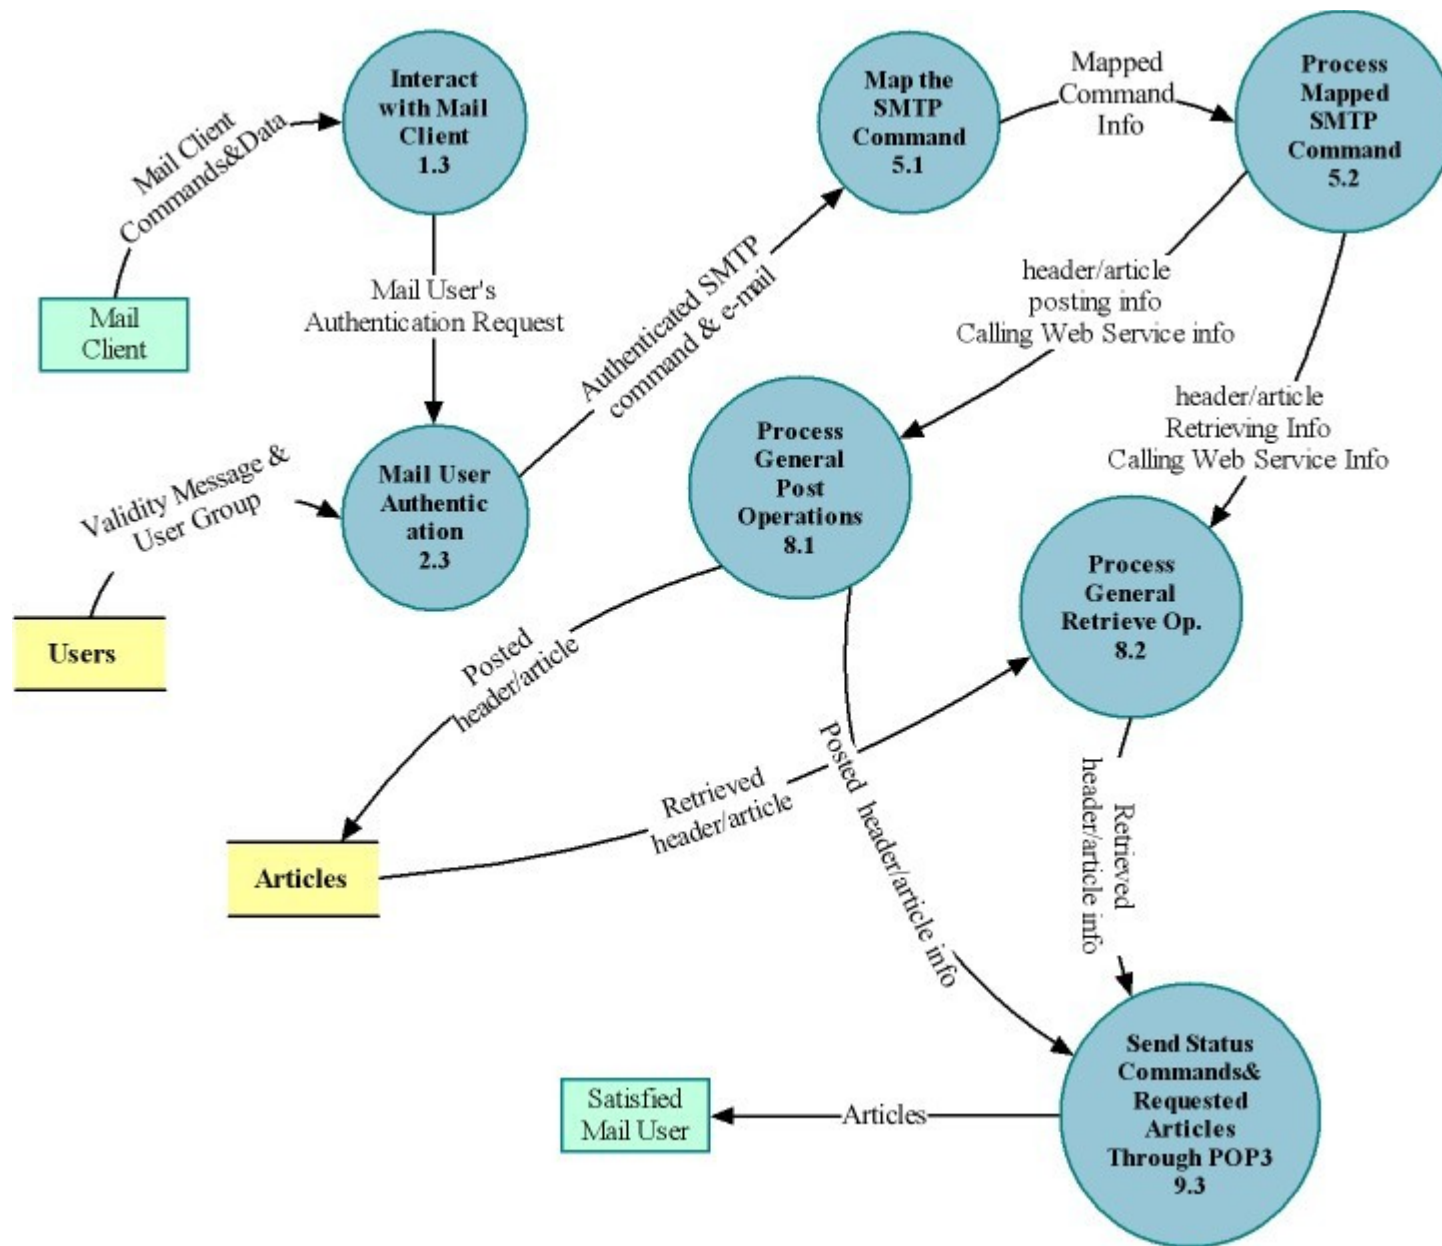 Interact
with Mail
Client
1.3
Map the
SMTP
Command
5.1
Mapped
Command
Info
Process
Mapped
SMTP
Command
5.2
Mail Client
Commands&Data
Mail
Client
Mail User's
Authentication Request
Authenticated SMTP
command & e-mail
header/article
posting info
Calling Web Service info
header/article
Retrieving Info
Calling Web Service Info
Validity Message &
User Group
Mail User
Authentic
ation
2.3
Process
General
Post
Operations
8.1
Process
General
Retrieve Op.
8.2
Users
Posted
header/article
Articles
Retrieved
header/article
Posted header/article info
Retrieved
header/article info
Send Status
Commands&
Requested
Articles
Through POP3
9.3
Articles
Satisfied
Mail User